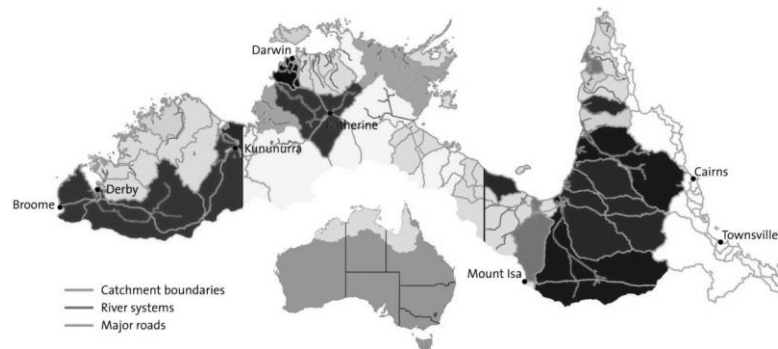 Darwin
Katherine
Kununurra
Derby
Broome
Cairns
Townsville
Mount Isa
Catchment boundaries
River systems
Major roads